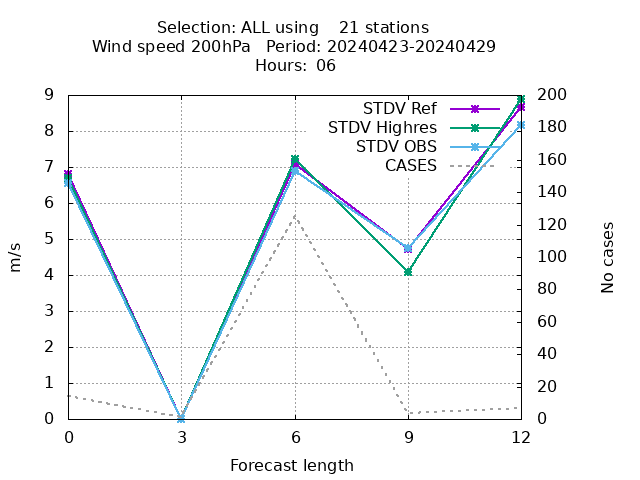 Selection: ALL using    21 stations
Wind speed 200hPa   Period: 20240423-20240429
Hours: 06
STDV Ref
STDV Highres
STDV OBS
CASES
9
8
7
6
5
4
3
2
1
0
200
180
160
140
120
100
80
60
40
20
0
m/s
No cases
0 3 6 9 12
Forecast length